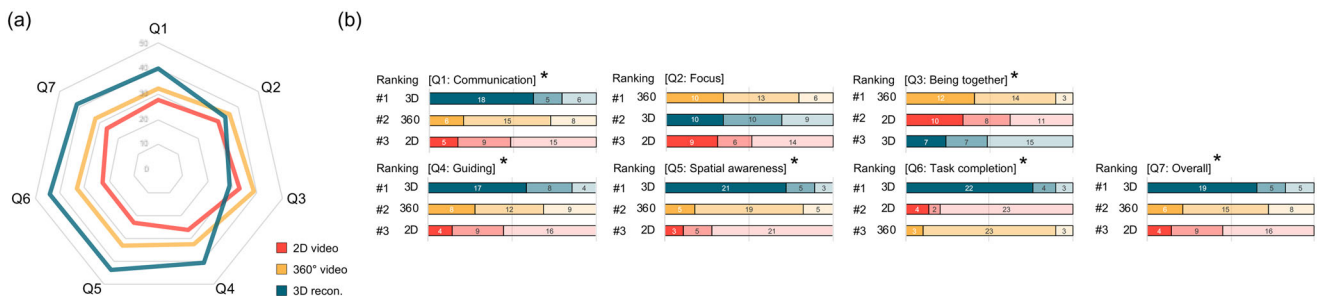 (a)
Q1
Q2
Q3
Q4
Q5
Q6
Q7
50
40
30
20
10
0
2D video
360° video
3D recon.
(b)
Ranking [Q1: Communication] *
#1 3D 18 5 6
#2 360 6 15 8
#3 2D 5 9 15
Ranking [Q2: Focus]
#1 360 10 13 6
#2 3D 10 10 9
#3 2D 9 6 14
Ranking [Q3: Being together] *
#1 360 12 14 3
#2 2D 10 8 11
#3 3D 7 7 15
Ranking [Q4: Guiding] *
#1 3D 17 8 4
#2 360 8 12 9
#3 2D 4 9 16
Ranking [Q5: Spatial awareness] *
#1 3D 21 5 3
#2 360 5 19 5
#3 2D 3 5 21
Ranking [Q6: Task completion] *
#1 3D 22 4 3
#2 2D 4 2 23
#3 360 3 23 3
Ranking [Q7: Overall] *
#1 3D 19 5 5
#2 360 6 15 8
#3 2D 4 9 16